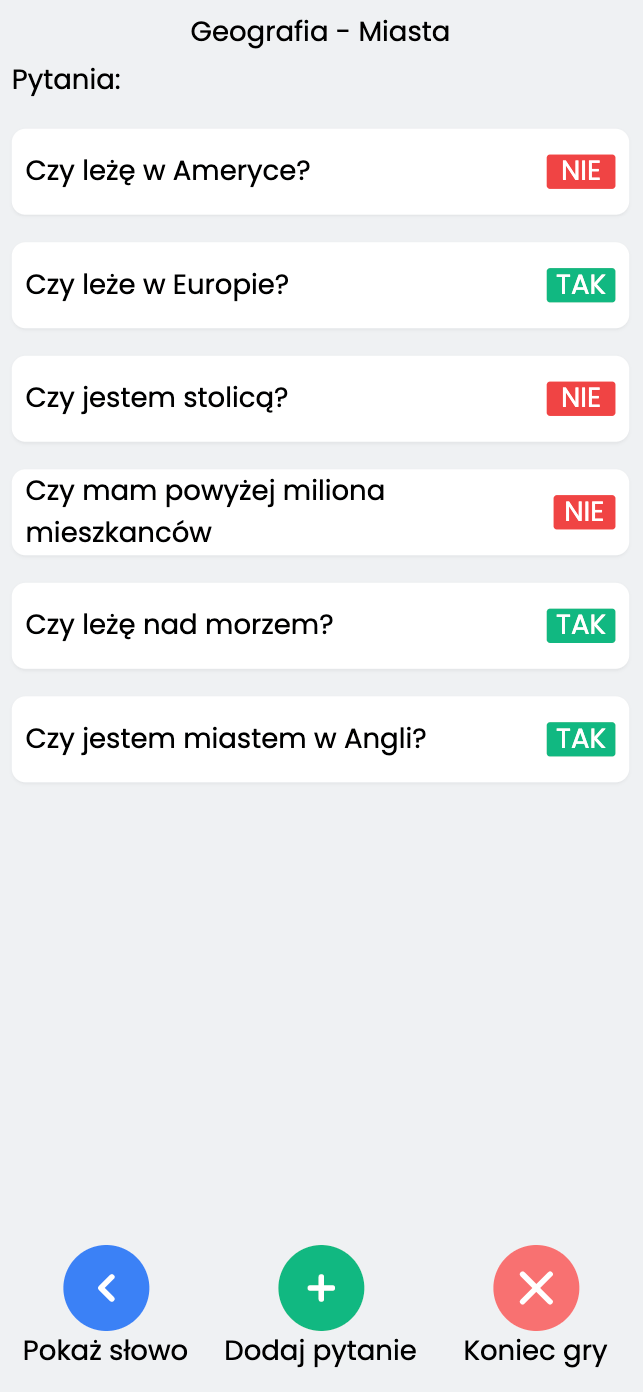 Geografia - Miasta
Pytania:
Czy leżę w Ameryce?
NIE
Czy leże w Europie?
TAK
Czy jestem stolicą?
NIE
Czy mam powyżej miliona
mieszkanców
NIE
Czy leżę nad morzem?
TAK
Czy jestem miastem w Angli?
TAK
Pokaż słowo
Dodaj pytanie
Koniec gry